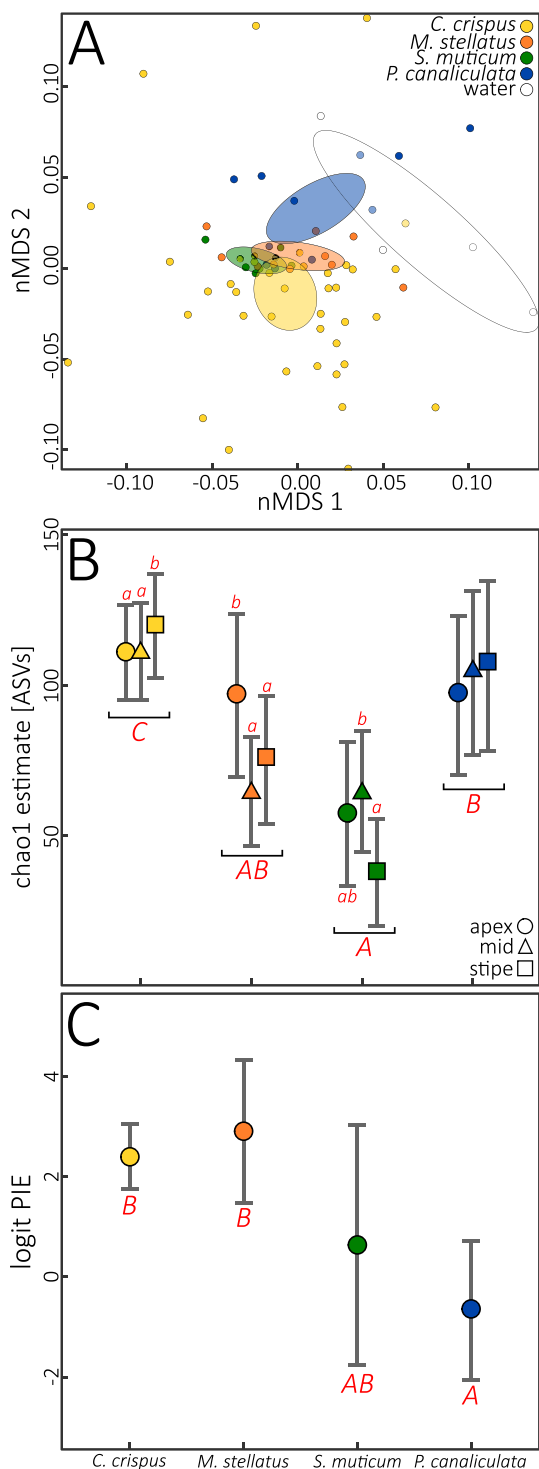 A
C. crispus
M. stellatus
S. muticum
P. canaliculata
water
0.10
0.05
0.00
-0.05
-0.10
nMDS 2
-0.10 -0.05 0.00 0.05 0.10
nMDS 1
B
150
100
50
chao1 estimate [ASVs]
a a b
C
b
a
a
AB
b
a
ab
A
B
apex
mid
stipe
C
4
2
0
-2
logit PIE
B
B
AB
A
C. crispus M. stellatus S. muticum P. canaliculata